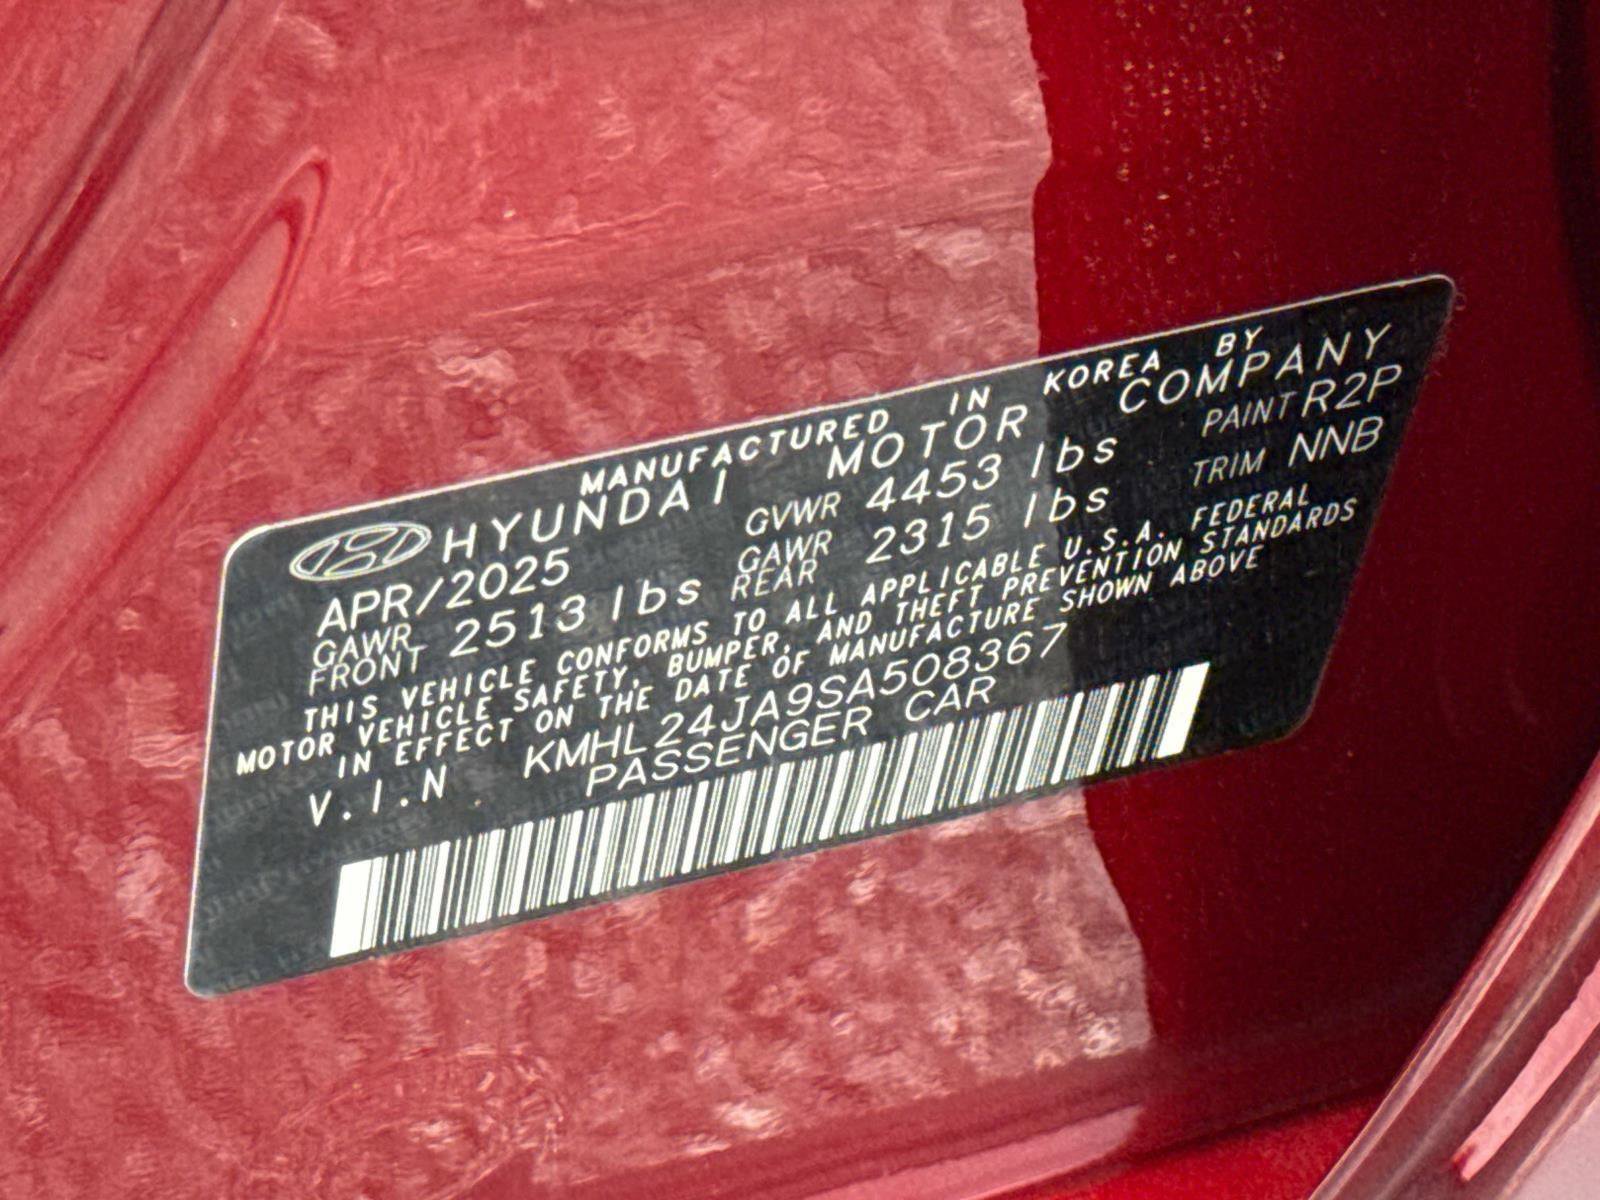 MANUFACTURED IN KOREA BY
HYUNDAI MOTOR COMPANY
APR/2025 GVWR 4453 lbs PAINT R2P
GAWR FRONT 2513 lbs GAWR REAR 2315 lbs TRIM NNB
THIS VEHICLE CONFORMS TO ALL APPLICABLE U.S.A. FEDERAL
MOTOR VEHICLE SAFETY, BUMPER, AND THEFT PREVENTION STANDARDS
IN EFFECT ON THE DATE OF MANUFACTURE SHOWN ABOVE
V.I.N KMHL24JA9SA508367
PASSENGER CAR